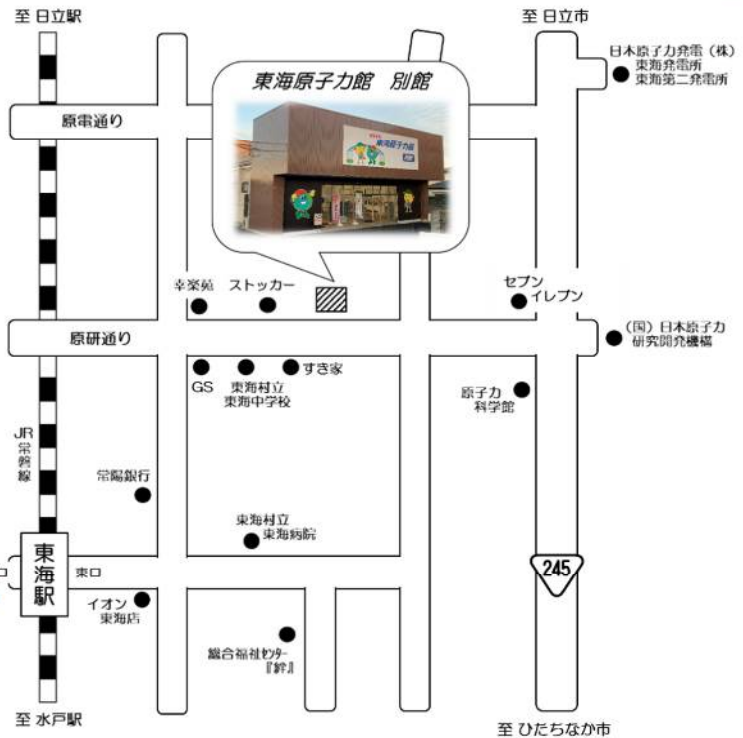 至 日立駅
至 日立市
日本原子力発電（株）
東海発電所
東海第二発電所
東海原子力館　別館
原電通り
東海原子力館
幸楽苑
ストッカー
セブン
イレブン
原研通り
（国）日本原子力
研究開発機構
GS
東海村立
東海中学校
すき家
原子力
科学館
JR
常磐線
常陽銀行
東海村立
東海病院
東海駅
東口
245
イオン
東海店
総合福祉ｾﾝﾀｰ
『絆』
至 水戸駅
至 ひたちなか市